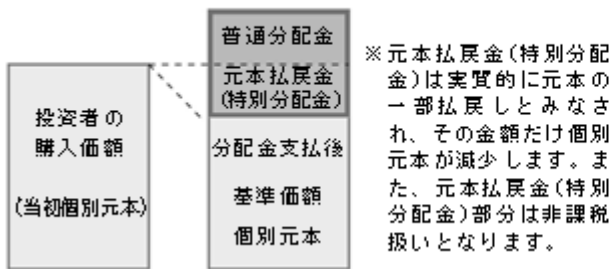 投資者の
購入価額
(当初個別元本)
普通分配金
元本払戻金
(特別分配金)
分配金支払後
基準価額
個別元本
※元本払戻金(特別分配
金)は実質的に元本の
一部払戻しとみなさ
れ、その金額だけ個別
元本が減少します。ま
た、元本払戻金(特別
分配金)部分は非課税
扱いとなります。